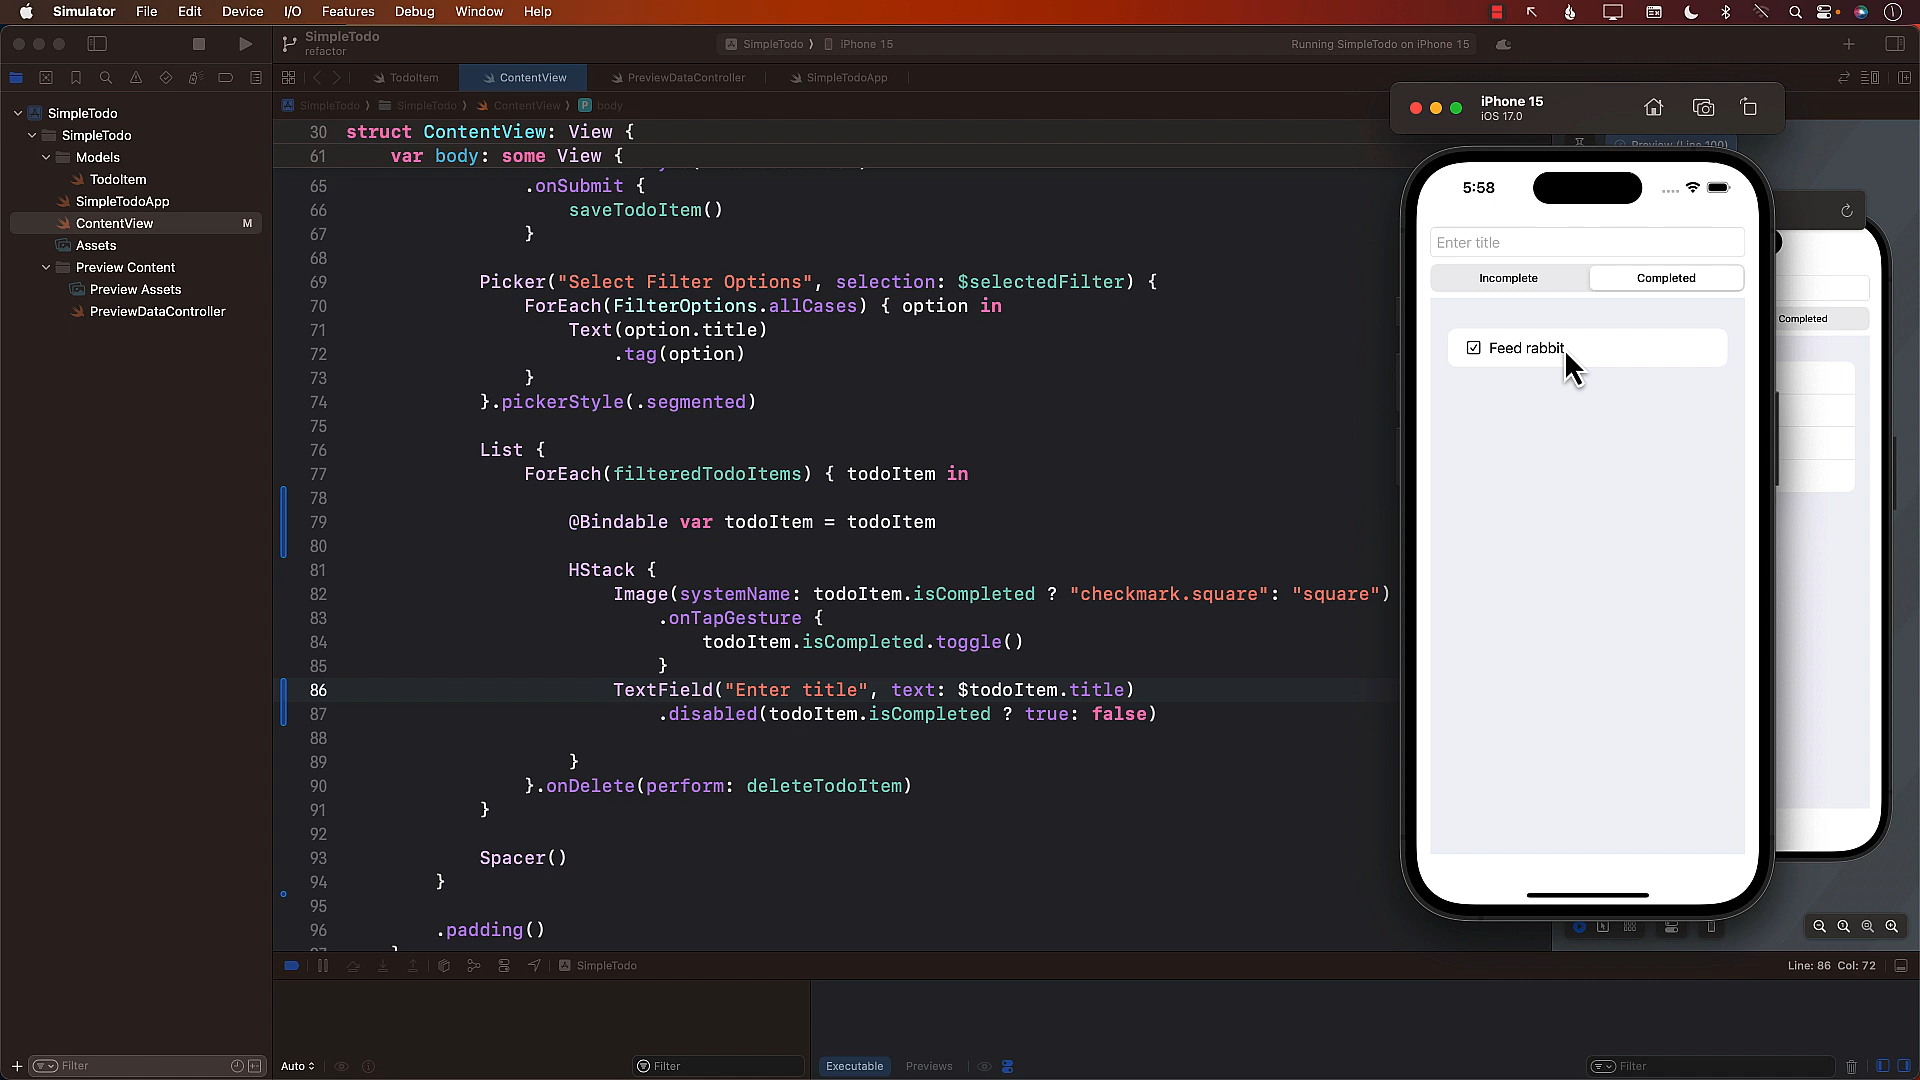 Simulator File Edit Device I/O Features Debug Window Help
SimpleTodo
refactor
SimpleTodo ⟩ iPhone 15
Running SimpleTodo on iPhone 15
TodoItem
ContentView
PreviewDataController
SimpleTodoApp
SimpleTodo ⟩ SimpleTodo ⟩ ContentView ⟩ P body
SimpleTodo
SimpleTodo
Models
TodoItem
SimpleTodoApp
ContentView M
Assets
Preview Content
Preview Assets
PreviewDataController
30 struct ContentView: View {
61 var body: some View {
65 .onSubmit {
66 saveTodoItem()
67 }
68
69 Picker("Select Filter Options", selection: $selectedFilter) {
70 ForEach(FilterOptions.allCases) { option in
71 Text(option.title)
72 .tag(option)
73 }
74 }.pickerStyle(.segmented)
75
76 List {
77 ForEach(filteredTodoItems) { todoItem in
78
79 @Bindable var todoItem = todoItem
80
81 HStack {
82 Image(systemName: todoItem.isCompleted ? "checkmark.square": "square")
83 .onTapGesture {
84 todoItem.isCompleted.toggle()
85 }
86 TextField("Enter title", text: $todoItem.title)
87 .disabled(todoItem.isCompleted ? true: false)
88
89 }
90 }.onDelete(perform: deleteTodoItem)
91 }
92
93 Spacer()
94 }
95
96 .padding()
iPhone 15
iOS 17.0
Preview (Line 100)
5:58
Enter title
Incomplete Completed
Feed rabbit
Completed
SimpleTodo
Line: 86 Col: 72
Filter
Auto
Filter
Executable Previews
Filter